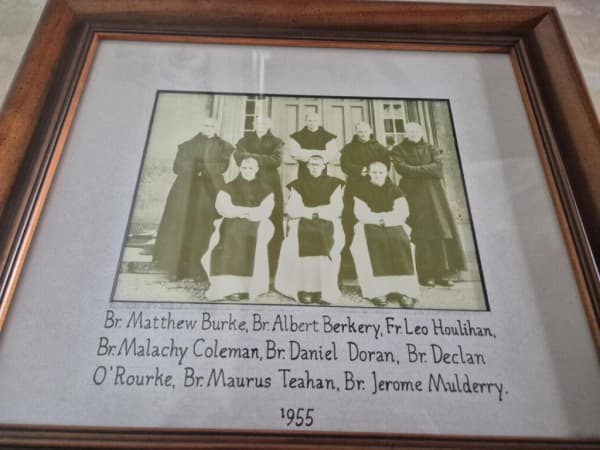 Br. Matthew Burke, Br. Albert Berkery, Fr. Leo Houlihan,
Br. Malachy Coleman, Br. Daniel Doran, Br. Declan
O'Rourke, Br. Maurus Teahan, Br. Jerome Mulderry.
1955